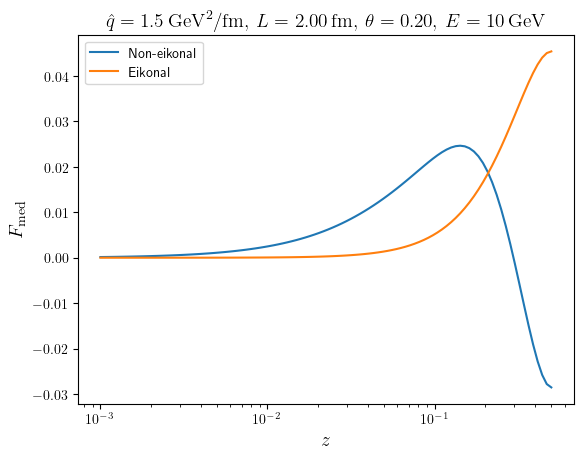 q̂ = 1.5 GeV²/fm, L = 2.00 fm, θ = 0.20, E = 10 GeV
Non-eikonal
Eikonal
0.04
0.03
0.02
0.01
0.00
−0.01
−0.02
−0.03
F_med
10⁻³ 10⁻² 10⁻¹
z